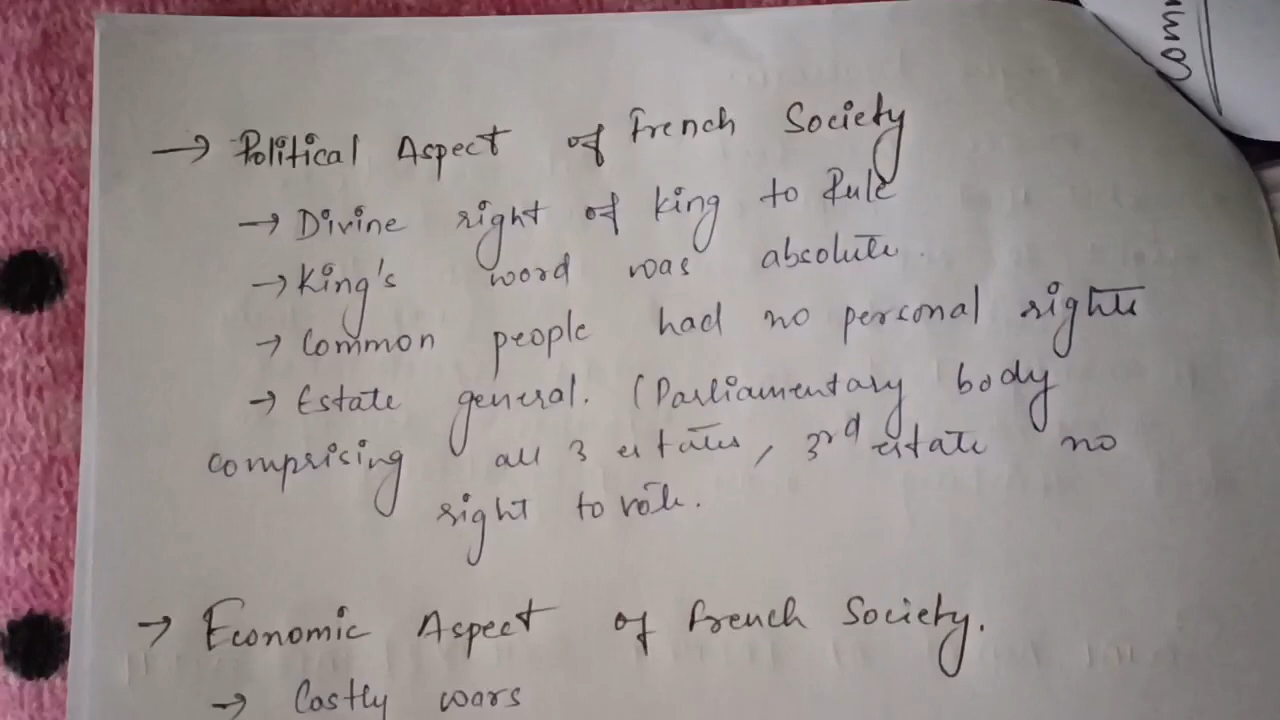 → Political Aspect of French Society
→ Divine right of king to Rule
→ King's word was absolute.
→ Common people had no personal rights
→ Estate general. (Parliamentary body
comprising all 3 estates, 3rd estate no
right to vote.
→ Economic Aspect of French Society.
→ Costly wars